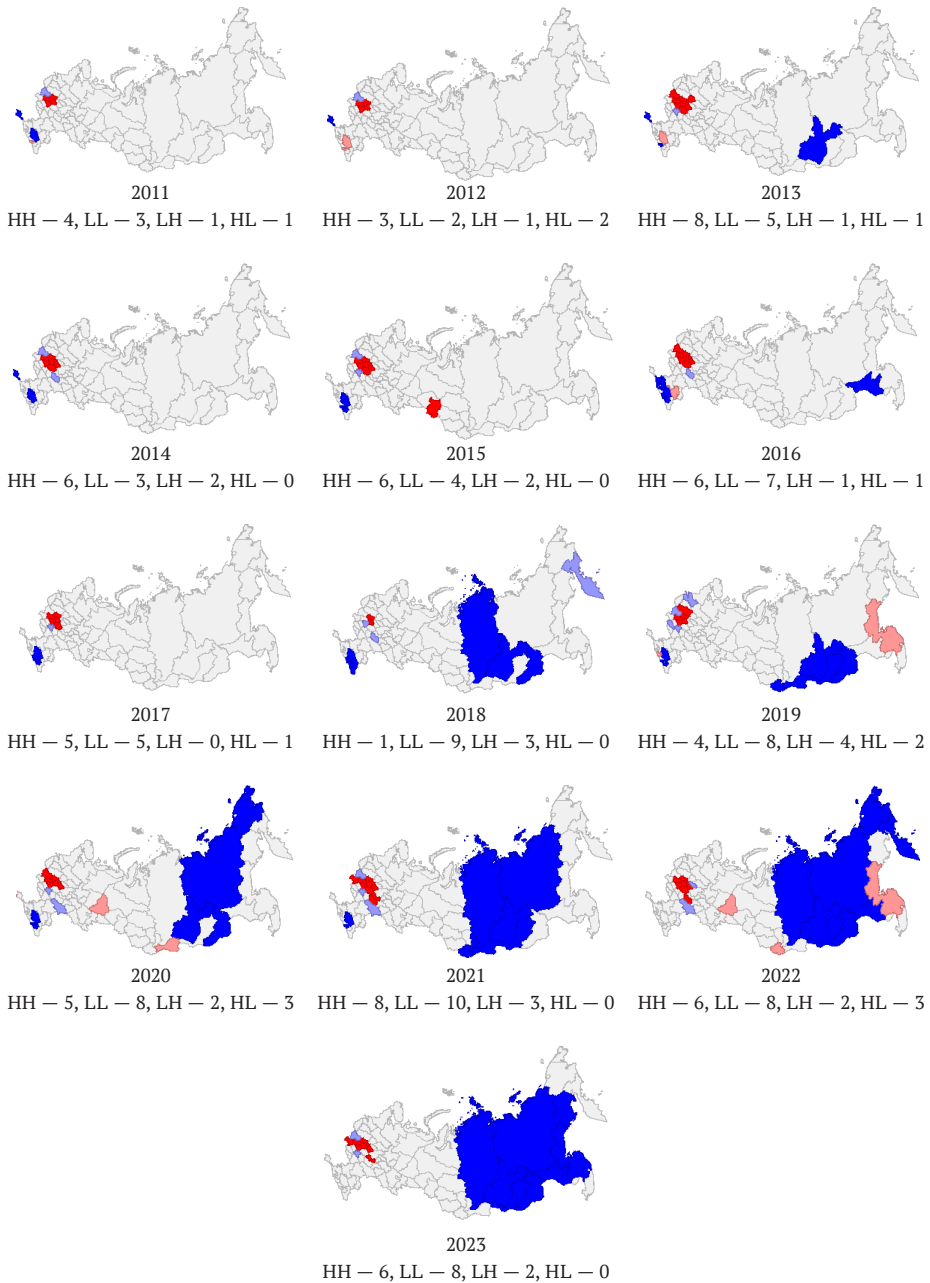 2011
2012
2013
HH — 4, LL — 3, LH — 1, HL — 1
HH — 3, LL — 2, LH — 1, HL — 2
HH — 8, LL — 5, LH — 1, HL — 1
2014
2015
2016
HH — 6, LL — 3, LH — 2, HL — 0
HH — 6, LL — 4, LH — 2, HL — 0
HH — 6, LL — 7, LH — 1, HL — 1
2017
2018
2019
HH — 5, LL — 5, LH — 0, HL — 1
HH — 1, LL — 9, LH — 3, HL — 0
HH — 4, LL — 8, LH — 4, HL — 2
2020
2021
2022
HH — 5, LL — 8, LH — 2, HL — 3
HH — 8, LL — 10, LH — 3, HL — 0
HH — 6, LL — 8, LH — 2, HL — 3
2023
HH — 6, LL — 8, LH — 2, HL — 0